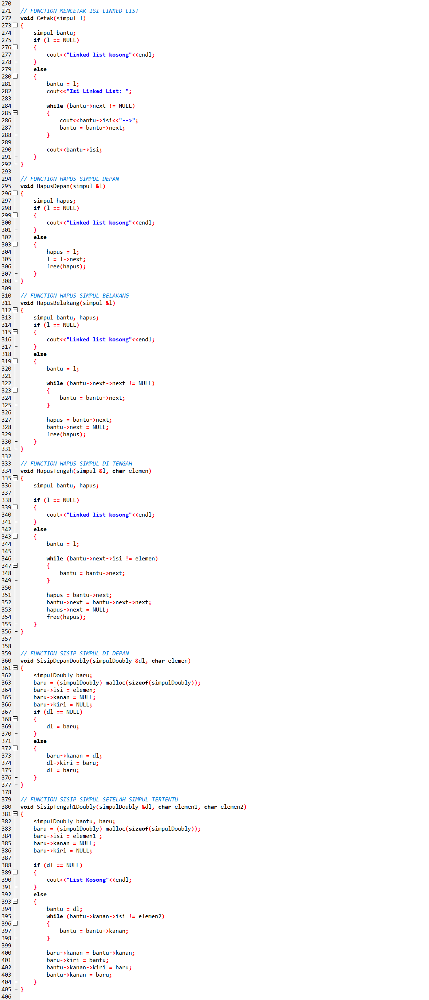 270
271 // FUNCTION MENCETAK ISI LINKED LIST
272 void Cetak(simpul l)
273 {
274     simpul bantu;
275     if (l == NULL)
276     {
277         cout<<"Linked list kosong"<<endl;
278     }
279     else
280     {
281         bantu = l;
282         cout<<"Isi Linked List: ";
283
284         while (bantu->next != NULL)
285         {
286             cout<<bantu->isi<<"-->";
287             bantu = bantu->next;
288         }
289
290         cout<<bantu->isi;
291     }
292 }
293
294 // FUNCTION HAPUS SIMPUL DEPAN
295 void HapusDepan(simpul &l)
296 {
297     simpul hapus;
298     if (l == NULL)
299     {
300         cout<<"Linked list kosong"<<endl;
301     }
302     else
303     {
304         hapus = l;
305         l = l->next;
306         free(hapus);
307     }
308 }
309
310 // FUNCTION HAPUS SIMPUL BELAKANG
311 void HapusBelakang(simpul &l)
312 {
313     simpul bantu, hapus;
314     if (l == NULL)
315     {
316         cout<<"Linked list kosong"<<endl;
317     }
318     else
319     {
320         bantu = l;
321
322         while (bantu->next->next != NULL)
323         {
324             bantu = bantu->next;
325         }
326
327         hapus = bantu->next;
328         bantu->next = NULL;
329         free(hapus);
330     }
331 }
332
333 // FUNCTION HAPUS SIMPUL DI TENGAH
334 void HapusTengah(simpul &l, char elemen)
335 {
336     simpul bantu, hapus;
337
338     if (l == NULL)
339     {
340         cout<<"Linked list kosong"<<endl;
341     }
342     else
343     {
344         bantu = l;
345
346         while (bantu->next->isi != elemen)
347         {
348             bantu = bantu->next;
349         }
350
351         hapus = bantu->next;
352         bantu->next = bantu->next->next;
353         hapus->next = NULL;
354         free(hapus);
355     }
356 }
357
358
359 // FUNCTION SISIP SIMPUL DI DEPAN
360 void SisipDepanDoubly(simpulDoubly &dl, char elemen)
361 {
362     simpulDoubly baru;
363     baru = (simpulDoubly) malloc(sizeof(simpulDoubly));
364     baru->isi = elemen;
365     baru->kanan = NULL;
366     baru->kiri = NULL;
367     if (dl == NULL)
368     {
369         dl = baru;
370     }
371     else
372     {
373         baru->kanan = dl;
374         dl->kiri = baru;
375         dl = baru;
376     }
377 }
378
379 // FUNCTION SISIP SIMPUL SETELAH SIMPUL TERTENTU
380 void SisipTengah1Doubly(simpulDoubly &dl, char elemen1, char elemen2)
381 {
382     simpulDoubly bantu, baru;
383     baru = (simpulDoubly) malloc(sizeof(simpulDoubly));
384     baru->isi = elemen1 ;
385     baru->kanan = NULL;
386     baru->kiri = NULL;
387
388     if (dl == NULL)
389     {
390         cout<<"List Kosong"<<endl;
391     }
392     else
393     {
394         bantu = dl;
395         while (bantu->kanan->isi != elemen2)
396         {
397             bantu = bantu->kanan;
398         }
399
400         baru->kanan = bantu->kanan;
401         baru->kiri = bantu;
402         bantu->kanan->kiri = baru;
403         bantu->kanan = baru;
404     }
405 }
406